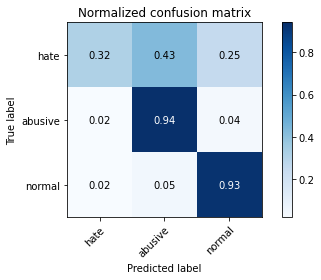 Normalized confusion matrix
hate 0.32 0.43 0.25
abusive 0.02 0.94 0.04
normal 0.02 0.05 0.93
hate abusive normal
True label
Predicted label
0.8
0.6
0.4
0.2